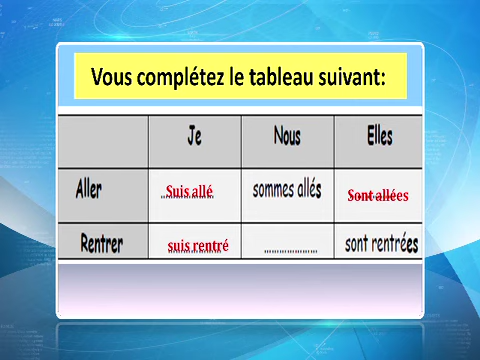 Vous complétez le tableau suivant:
Je Nous Elles
Aller Suis allé sommes allés Sont allées
Rentrer suis rentré .................... sont rentrées